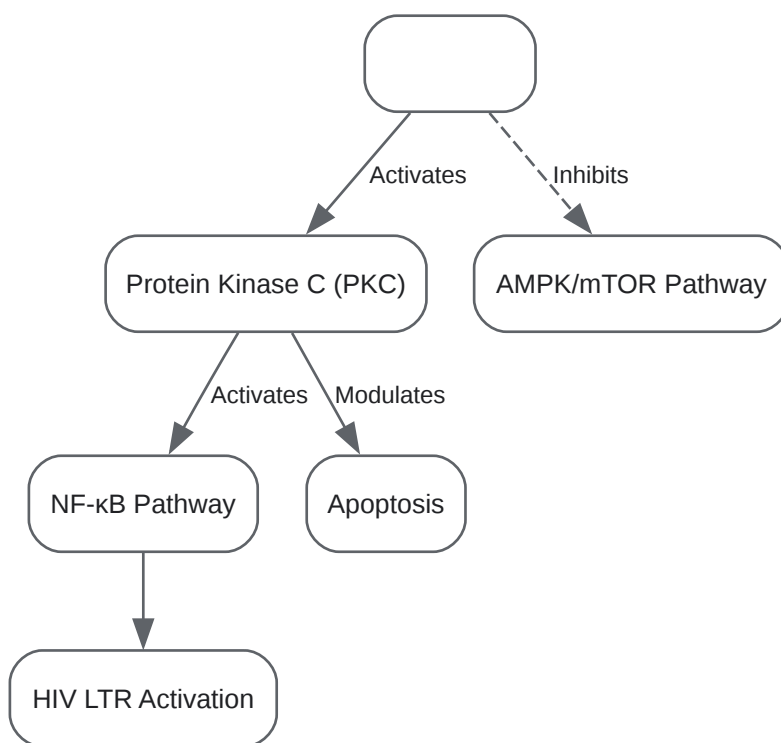 Activates
Inhibits
Protein Kinase C (PKC)
AMPK/mTOR Pathway
Activates
Modulates
NF-κB Pathway
Apoptosis
HIV LTR Activation